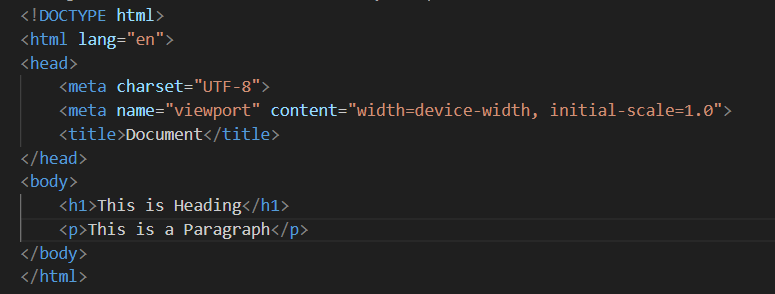 <!DOCTYPE html>
<html lang="en">
<head>
    <meta charset="UTF-8">
    <meta name="viewport" content="width=device-width, initial-scale=1.0">
    <title>Document</title>
</head>
<body>
    <h1>This is Heading</h1>
    <p>This is a Paragraph</p>
</body>
</html>